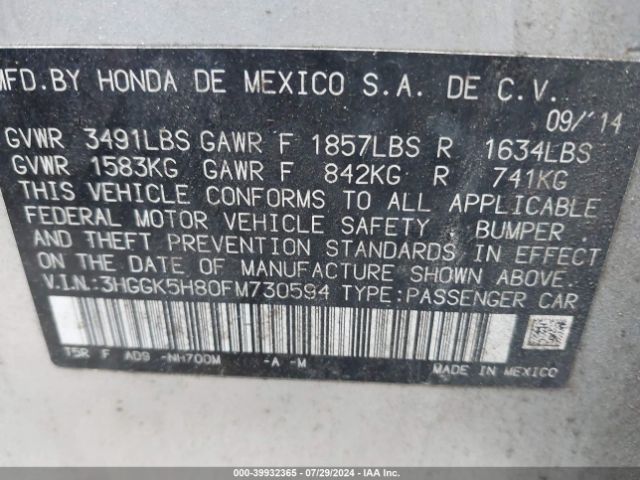 MFD.BY HONDA DE MEXICO S.A. DE C.V.
09/'14
GVWR 3491LBS GAWR F 1857LBS R 1634LBS
GVWR 1583KG GAWR F 842KG R 741KG
THIS VEHICLE CONFORMS TO ALL APPLICABLE
FEDERAL MOTOR VEHICLE SAFETY BUMPER ,
AND THEFT PREVENTION STANDARDS IN EFFECT
ON THE DATE OF MANUFACTURE SHOWN ABOVE.
V.I.N.:3HGGK5H80FM730594 TYPE:PASSENGER CAR
T5R F AD9 -NH700M -A -M
MADE IN MEXICO
000-39932365 | 07/29/2024 | IAAI.com